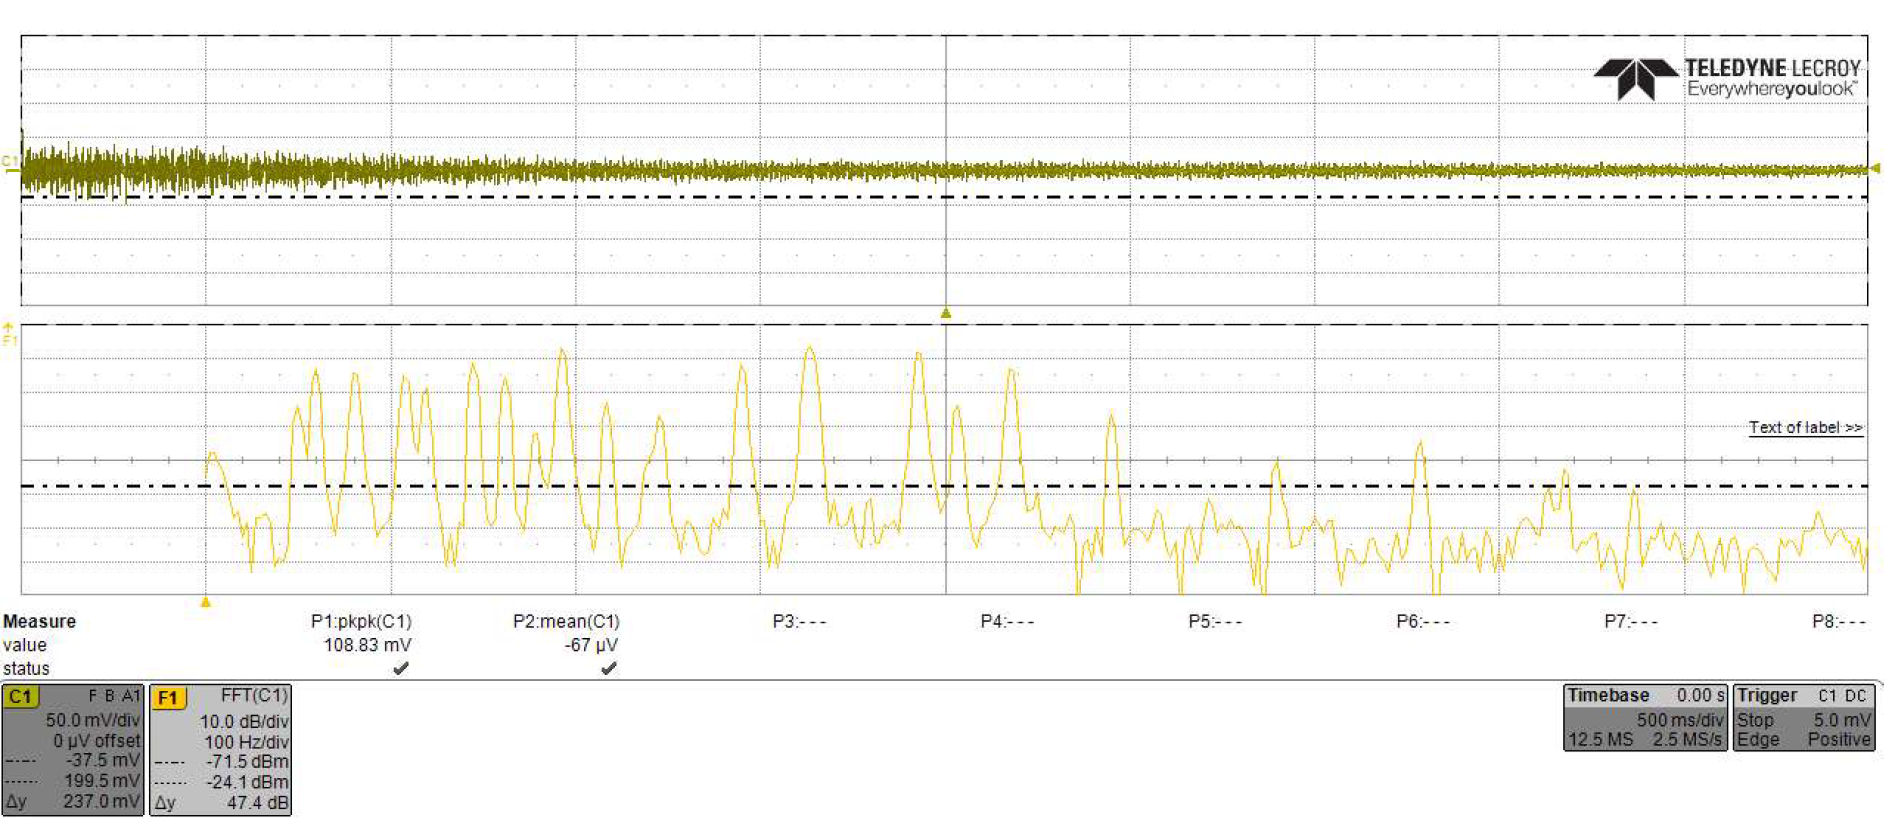 TELEDYNE LECROY
Everywhereyoulook™
C1
F1
Text of label >>
Measure P1:pkpk(C1) P2:mean(C1) P3:--- P4:--- P5:--- P6:--- P7:--- P8:---
value 108.83 mV -67 µV
status
C1 F B A1
50.0 mV/div
0 µV offset
-37.5 mV
199.5 mV
Δy 237.0 mV
F1 FFT(C1)
10.0 dB/div
100 Hz/div
-71.5 dBm
-24.1 dBm
Δy 47.4 dB
Timebase 0.00 s
500 ms/div
12.5 MS 2.5 MS/s
Trigger C1 DC
Stop 5.0 mV
Edge Positive